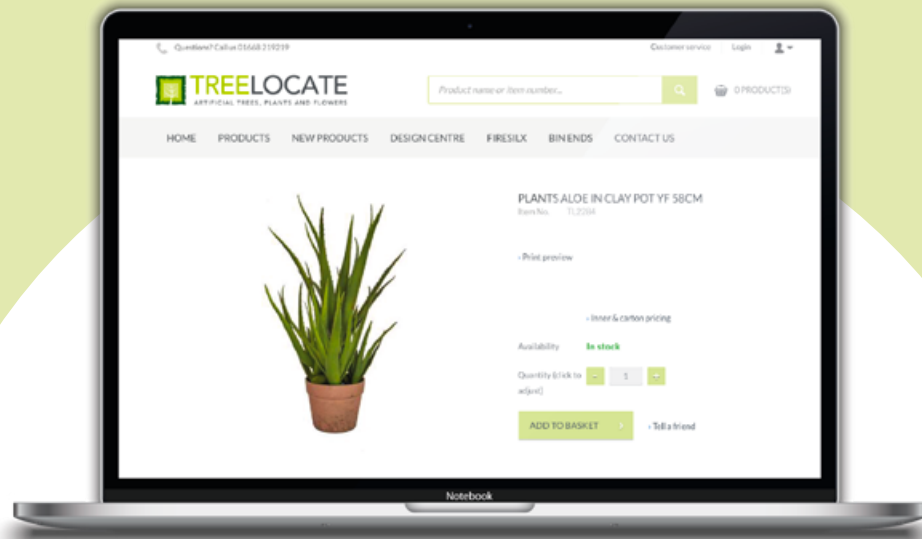 Questions? Call us 01668 219219
Customer service
Login
TREELOCATE
ARTIFICIAL TREES, PLANTS AND FLOWERS
Product name or item number...
0 PRODUCT(S)
HOME
PRODUCTS
NEW PRODUCTS
DESIGN CENTRE
FIRESILX
BIN ENDS
CONTACT US
PLANTS ALOE IN CLAY POT YF 58CM
Item No. TL2284
› Print preview
› Inner & carton pricing
Availability In stock
Quantity (click to - 1 +
adjust)
ADD TO BASKET ›
› Tell a friend
Notebook